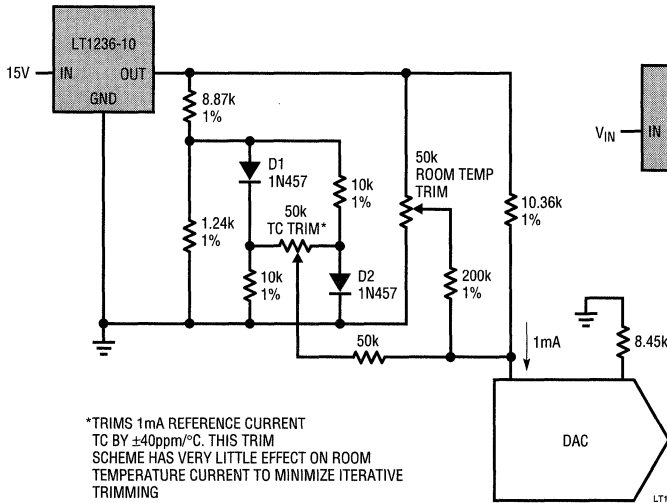 LT1236-10
15V
IN
OUT
GND
8.87k
1%
1.24k
1%
D1
1N457
50k
TC TRIM*
10k
1%
10k
1%
D2
1N457
50k
ROOM TEMP
TRIM
200k
1%
10.36k
1%
50k
1mA
8.45k
DAC
VIN
IN
*TRIMS 1mA REFERENCE CURRENT
TC BY ±40ppm/°C. THIS TRIM
SCHEME HAS VERY LITTLE EFFECT ON ROOM
TEMPERATURE CURRENT TO MINIMIZE ITERATIVE
TRIMMING